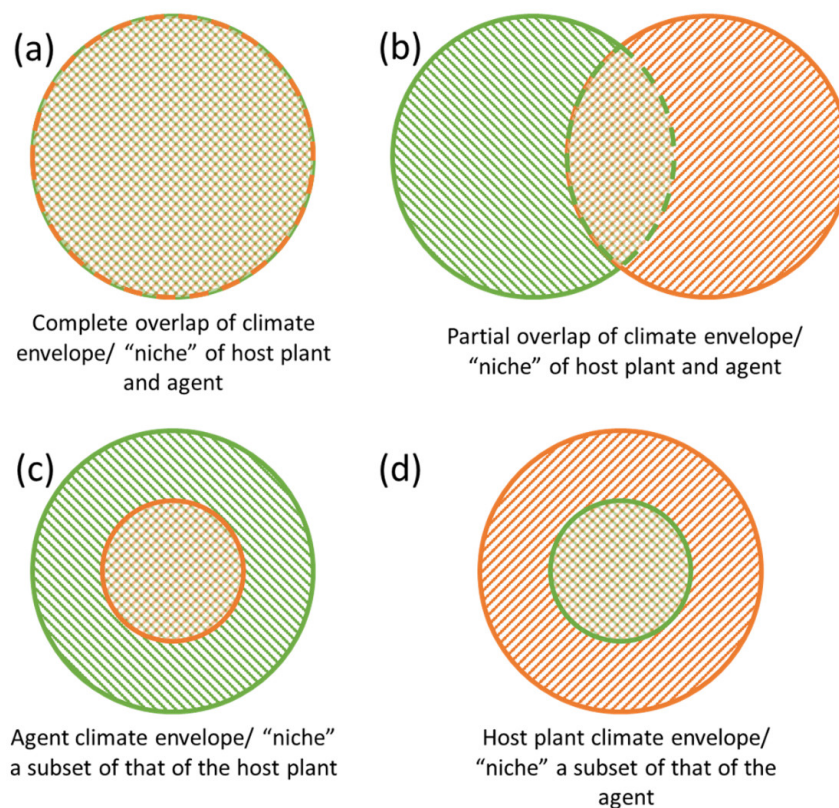 (a)
(b)
Complete overlap of climate
envelope/ “niche” of host plant
and agent
Partial overlap of climate envelope/
“niche” of host plant and agent
(c)
(d)
Agent climate envelope/ “niche”
a subset of that of the host plant
Host plant climate envelope/
“niche” a subset of that of the
agent